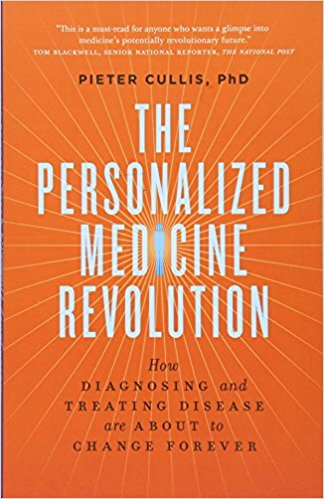 "This is a must-read for anyone who wants a glimpse into
medicine's potentially revolutionary future."
TOM BLACKWELL, SENIOR NATIONAL REPORTER, THE NATIONAL POST
PIETER CULLIS, PhD
THE
PERSONALIZED
MEDICINE
REVOLUTION
How
DIAGNOSING and
TREATING DISEASE
are ABOUT to
CHANGE FOREVER